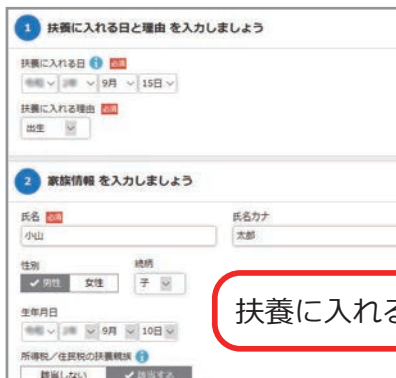 1 扶養に入れる日と理由 を入力しましょう
扶養に入れる日 必須
9月 15日
扶養に入れる理由 必須
出生
2 家族情報 を入力しましょう
氏名 必須 氏名カナ
小山 太郎
性別 続柄
男性 女性 子
生年月日
9月 10日
扶養に入れる
所得税／住民税の扶養親族
該当しない 該当する